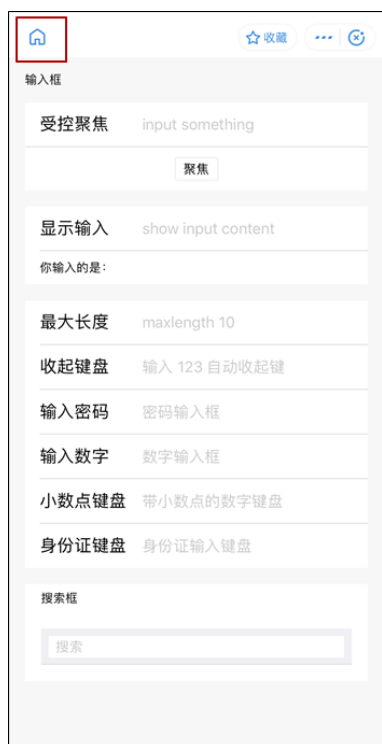 收藏
输入框
受控聚焦 input something
聚焦
显示输入 show input content
你输入的是：
最大长度 maxlength 10
收起键盘 输入 123 自动收起键
输入密码 密码输入框
输入数字 数字输入框
小数点键盘 带小数点的数字键盘
身份证键盘 身份证输入键盘
搜索框
搜索